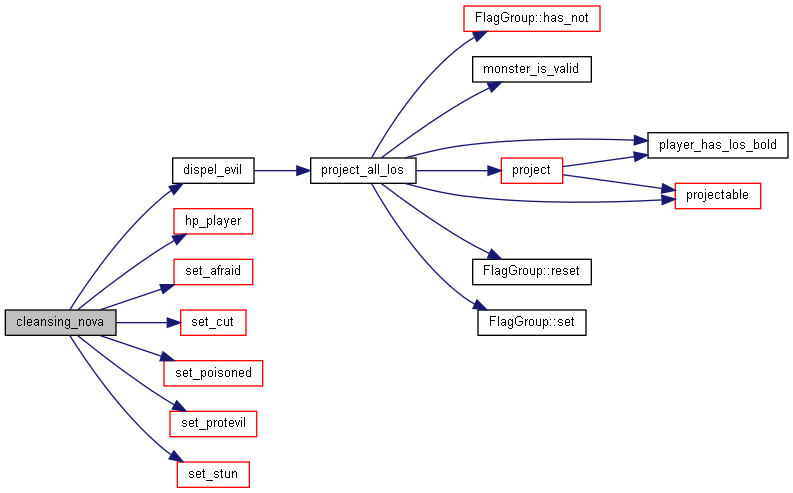 FlagGroup::has_not
monster_is_valid
player_has_los_bold
dispel_evil
project_all_los
project
projectable
hp_player
set_afraid
FlagGroup::reset
cleansing_nova
set_cut
FlagGroup::set
set_poisoned
set_protevil
set_stun